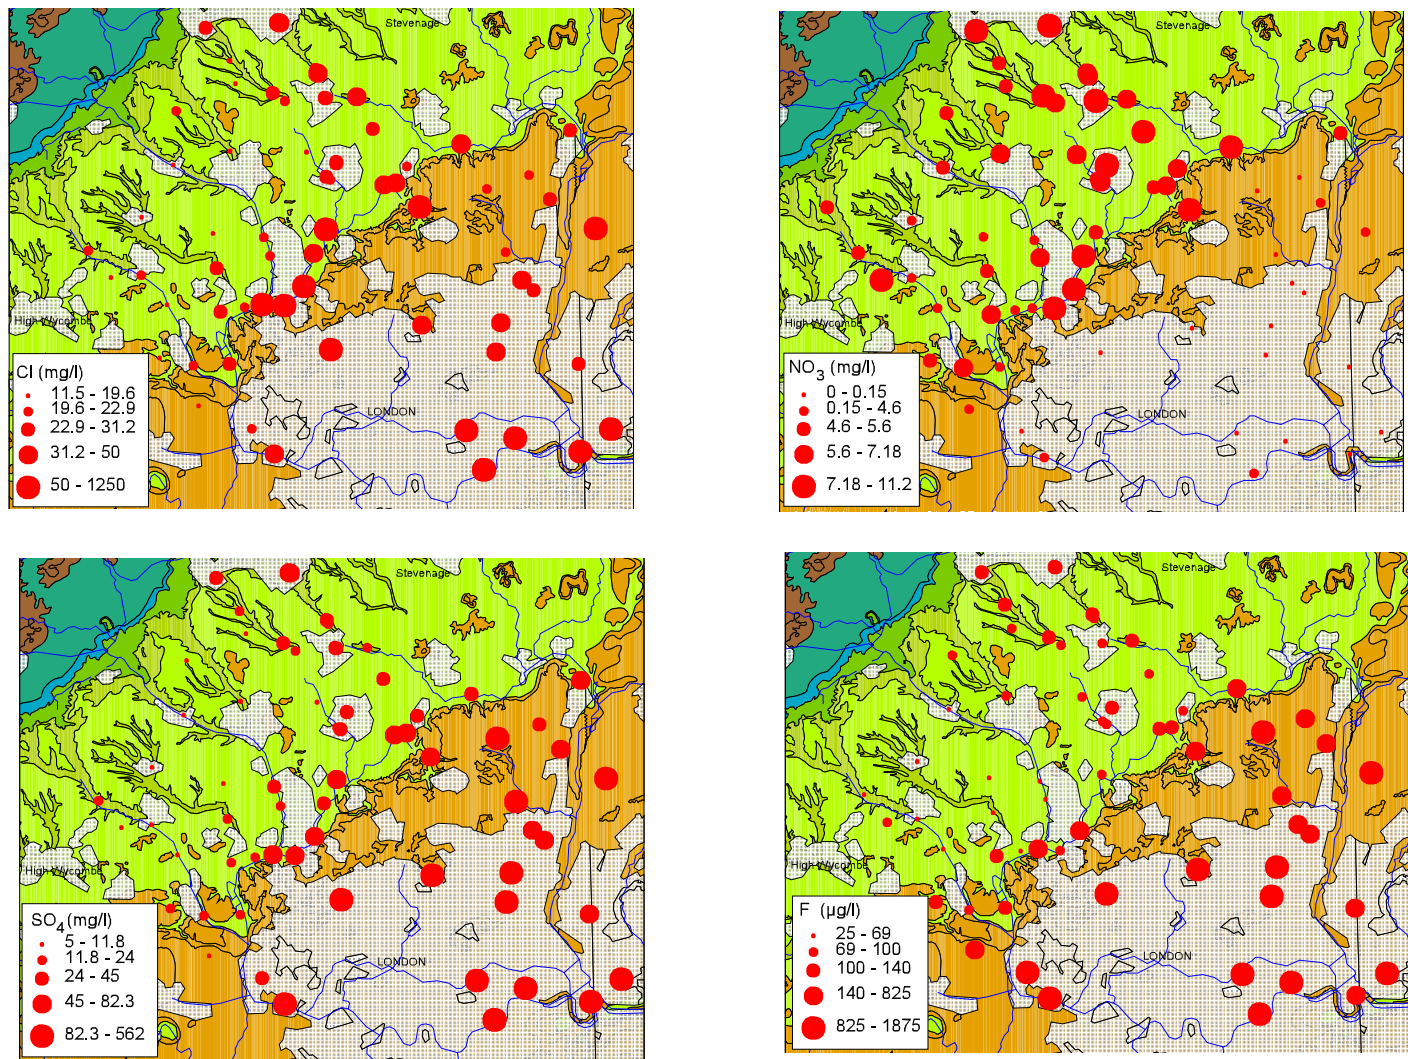 Stevenage
High Wycombe
LONDON
Cl (mg/l)
11.5 - 19.6
19.6 - 22.9
22.9 - 31.2
31.2 - 50
50 - 1250
Stevenage
High Wycombe
LONDON
NO3 (mg/l)
0 - 0.15
0.15 - 4.6
4.6 - 5.6
5.6 - 7.18
7.18 - 11.2
Stevenage
High Wycombe
LONDON
SO4 (mg/l)
5 - 11.8
11.8 - 24
24 - 45
45 - 82.3
82.3 - 562
Stevenage
High Wycombe
LONDON
F (µg/l)
25 - 69
69 - 100
100 - 140
140 - 825
825 - 1875